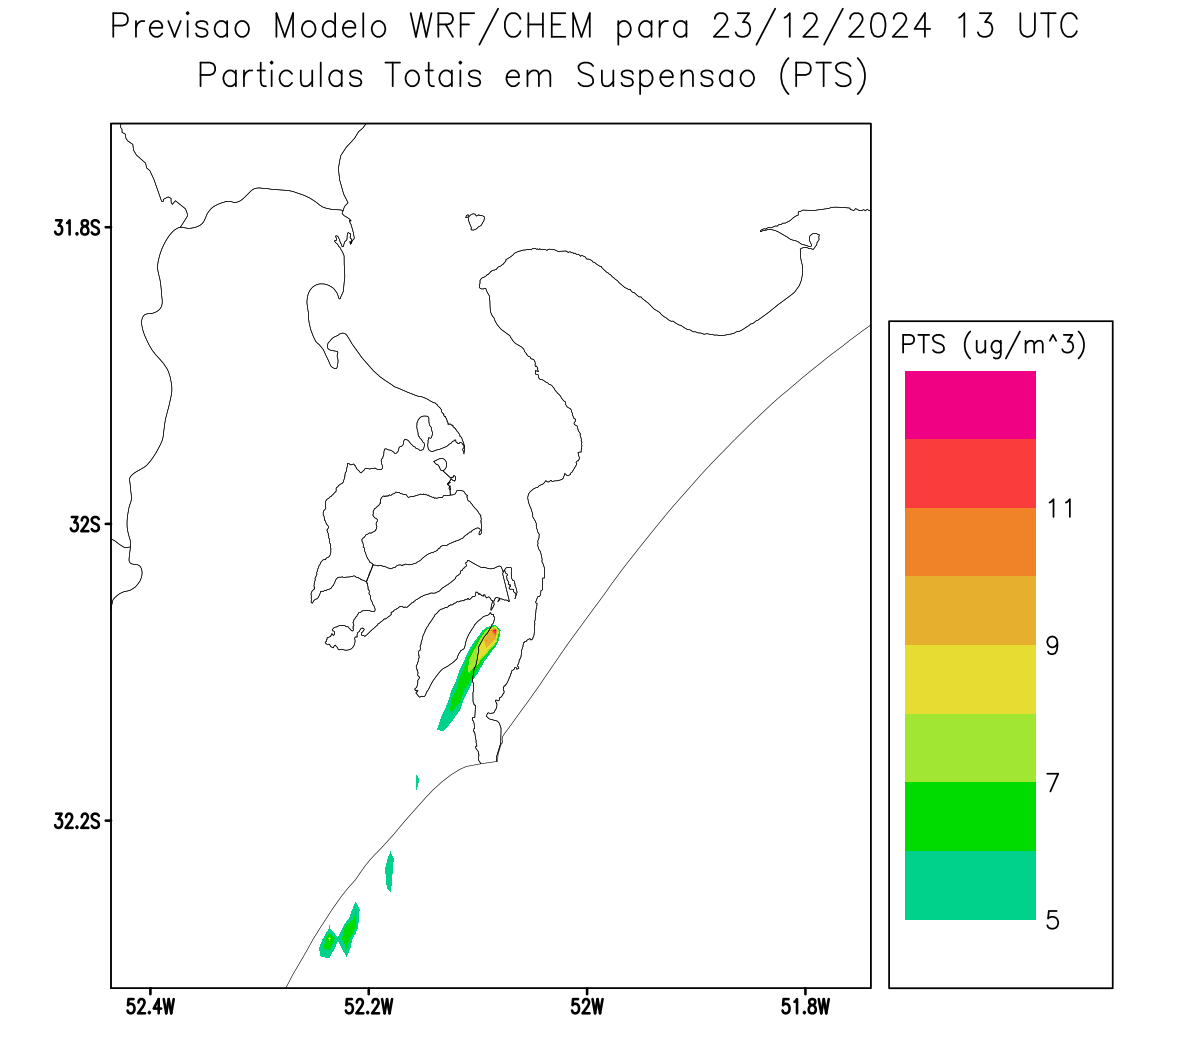 Previsao Modelo WRF/CHEM para 23/12/2024 13 UTC
Particulas Totais em Suspensao (PTS)
31.8S
32S
32.2S
52.4W 52.2W 52W 51.8W
PTS (ug/m^3)
11
9
7
5